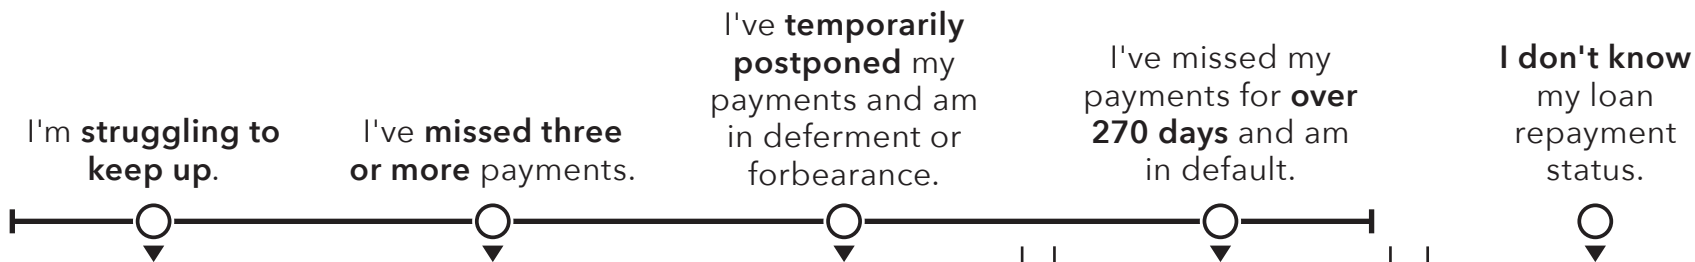 I'm struggling to
keep up.
I've missed three
or more payments.
I've temporarily
postponed my
payments and am
in deferment or
forbearance.
I've missed my
payments for over
270 days and am
in default.
I don't know
my loan
repayment
status.